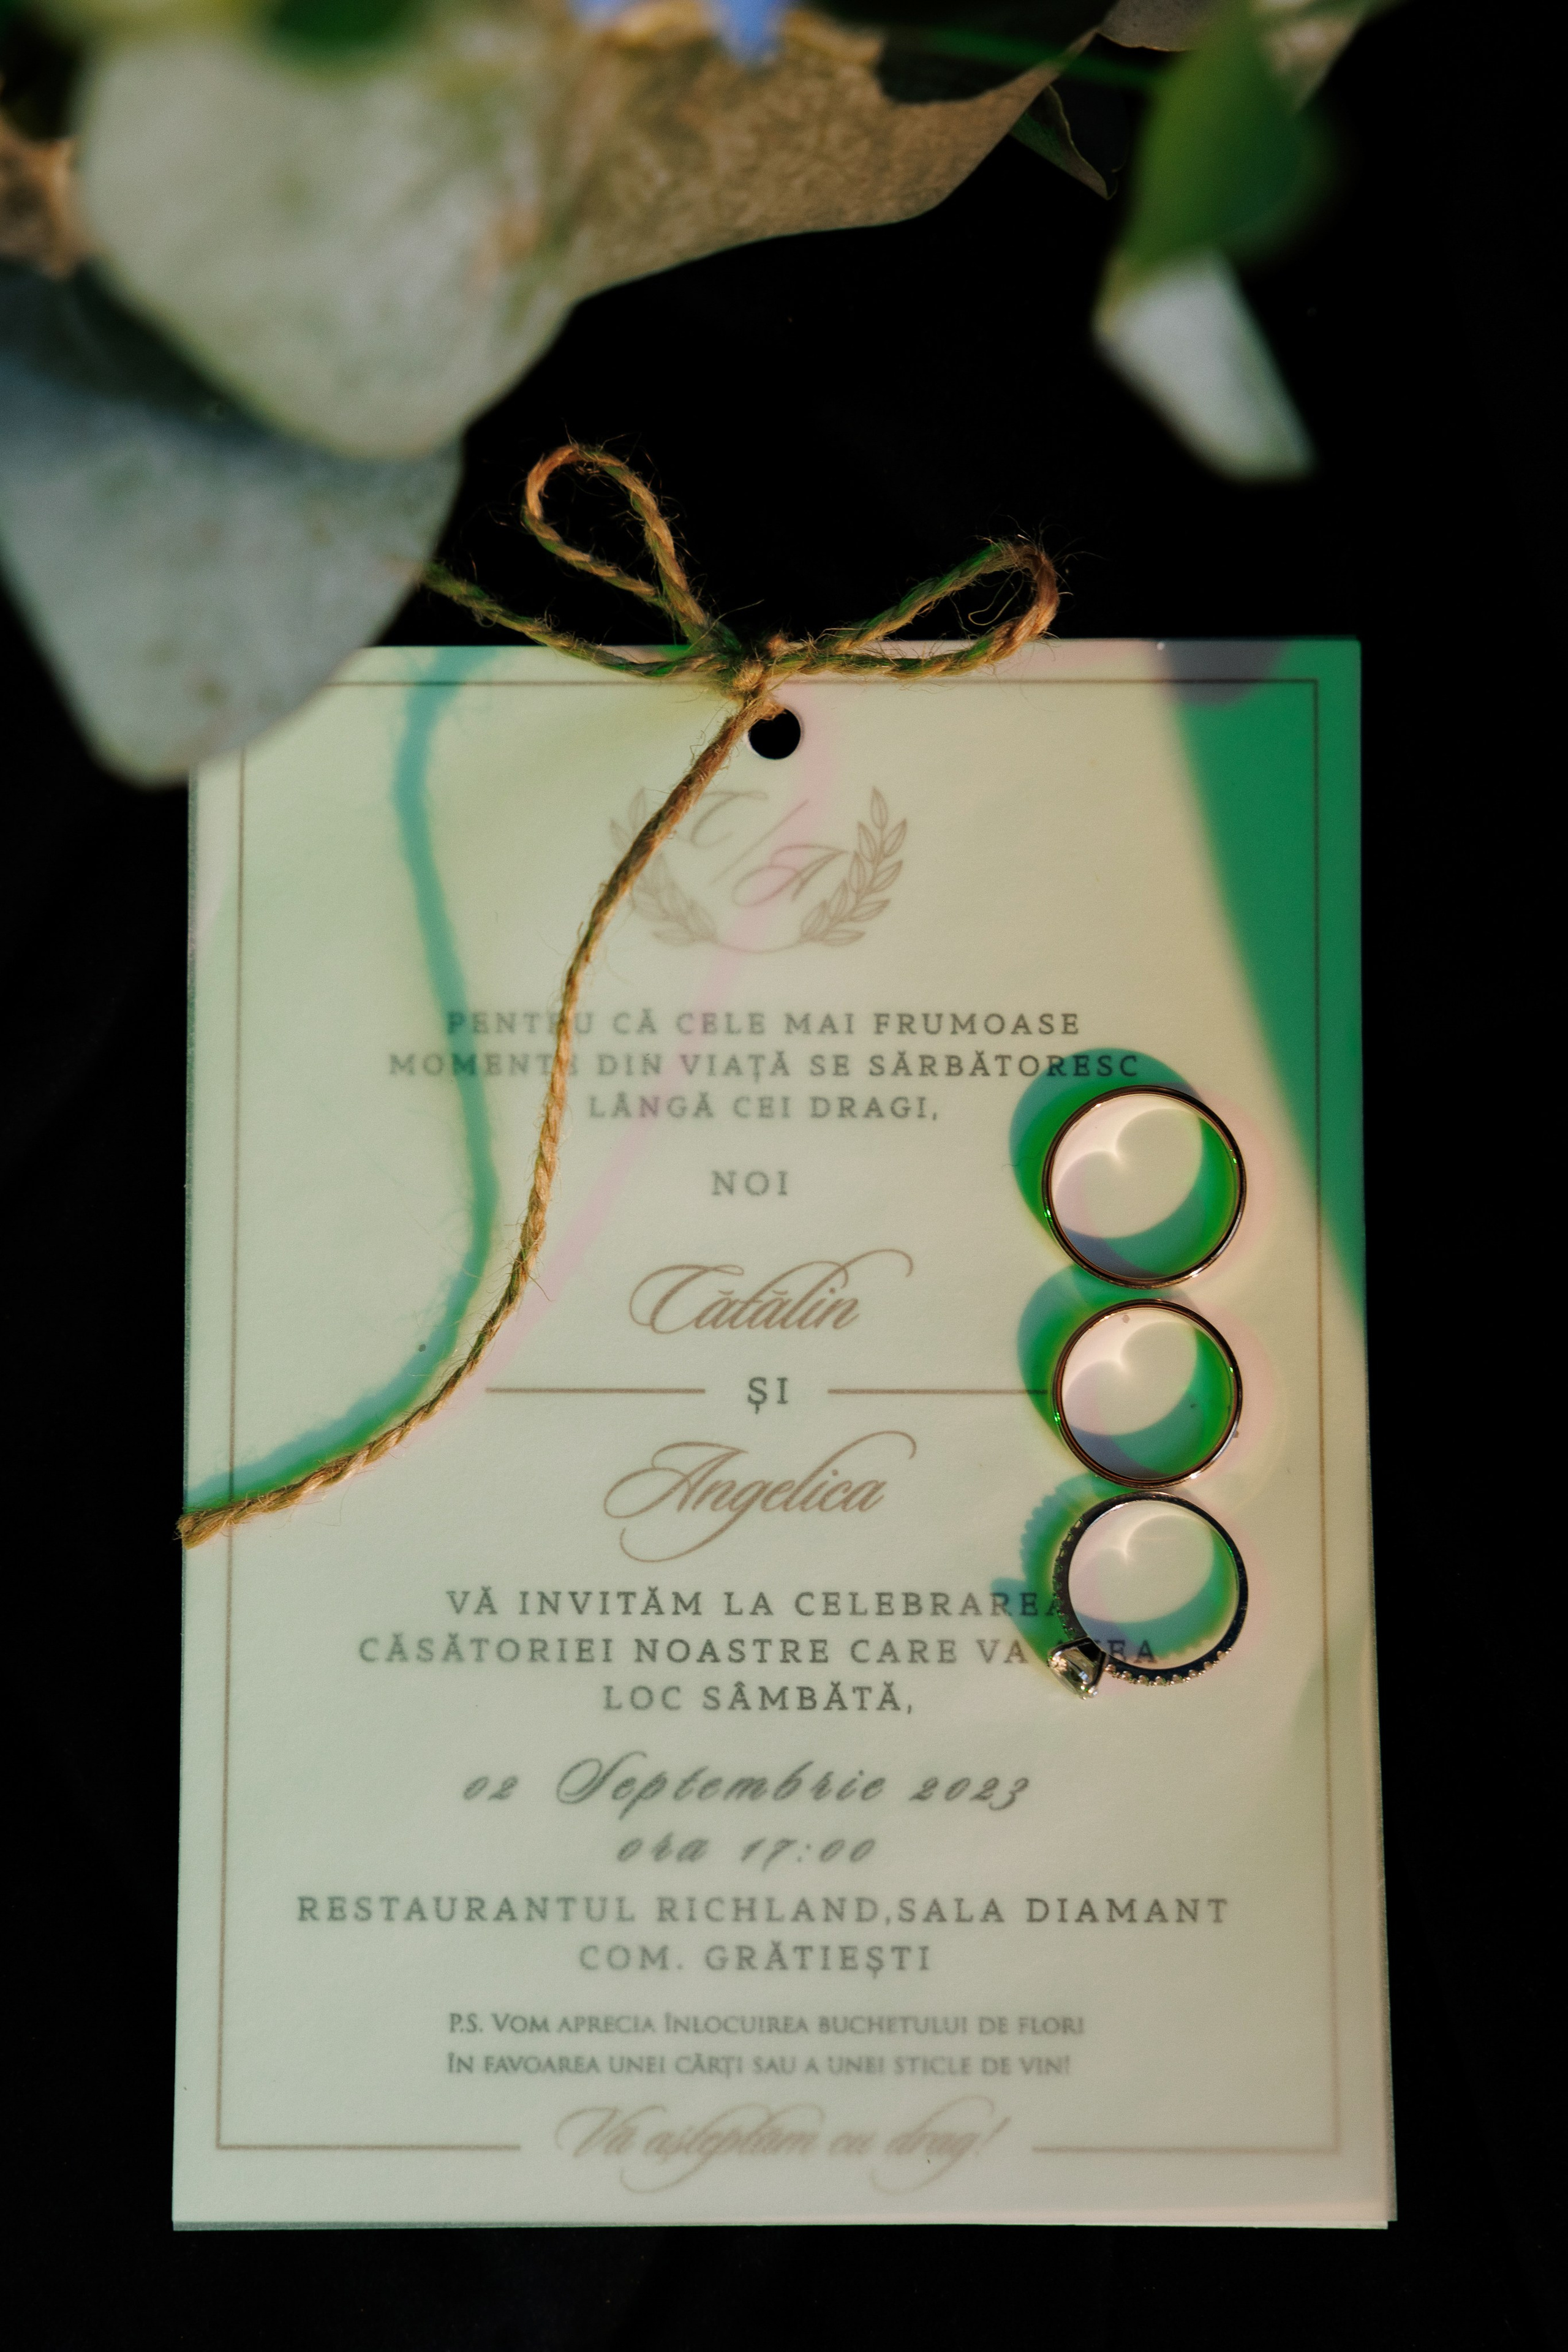 C/A
PENTRU CĂ CELE MAI FRUMOASE
MOMENTE DIN VIAȚĂ SE SĂRBĂTORESC
LÂNGĂ CEI DRAGI,
NOI
Cătălin
ȘI
Angelica
VĂ INVITĂM LA CELEBRAREA
CĂSĂTORIEI NOASTRE CARE VA AVEA
LOC SÂMBĂTĂ,
02 Septembrie 2023
ora 17:00
RESTAURANTUL RICHLAND,SALA DIAMANT
COM. GRĂTIEȘTI
P.S. VOM APRECIA ÎNLOCUIREA BUCHETULUI DE FLORI
ÎN FAVOAREA UNEI CĂRȚI SAU A UNEI STICLE DE VIN!
Vă așteptăm cu drag!